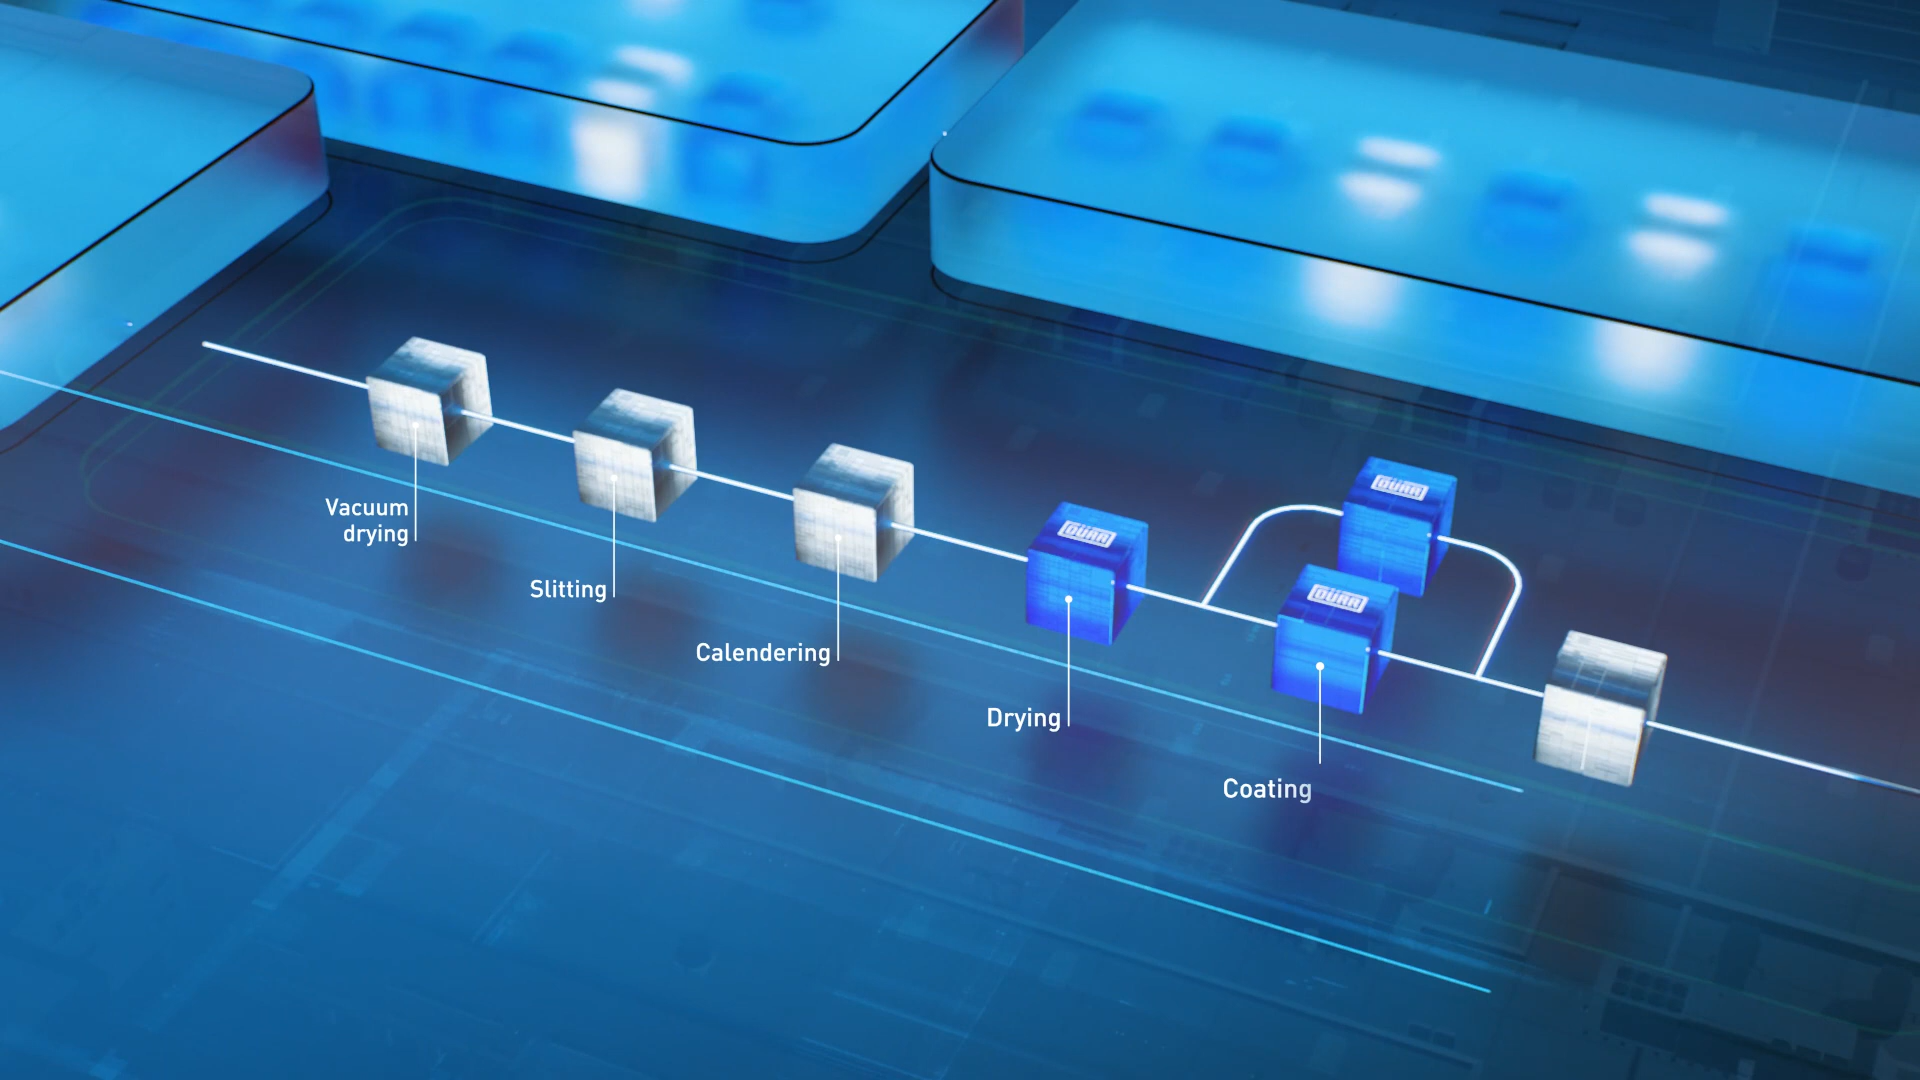 Vacuum
drying
Slitting
Calendering
Drying
Coating
DÜRR
DÜRR
DÜRR